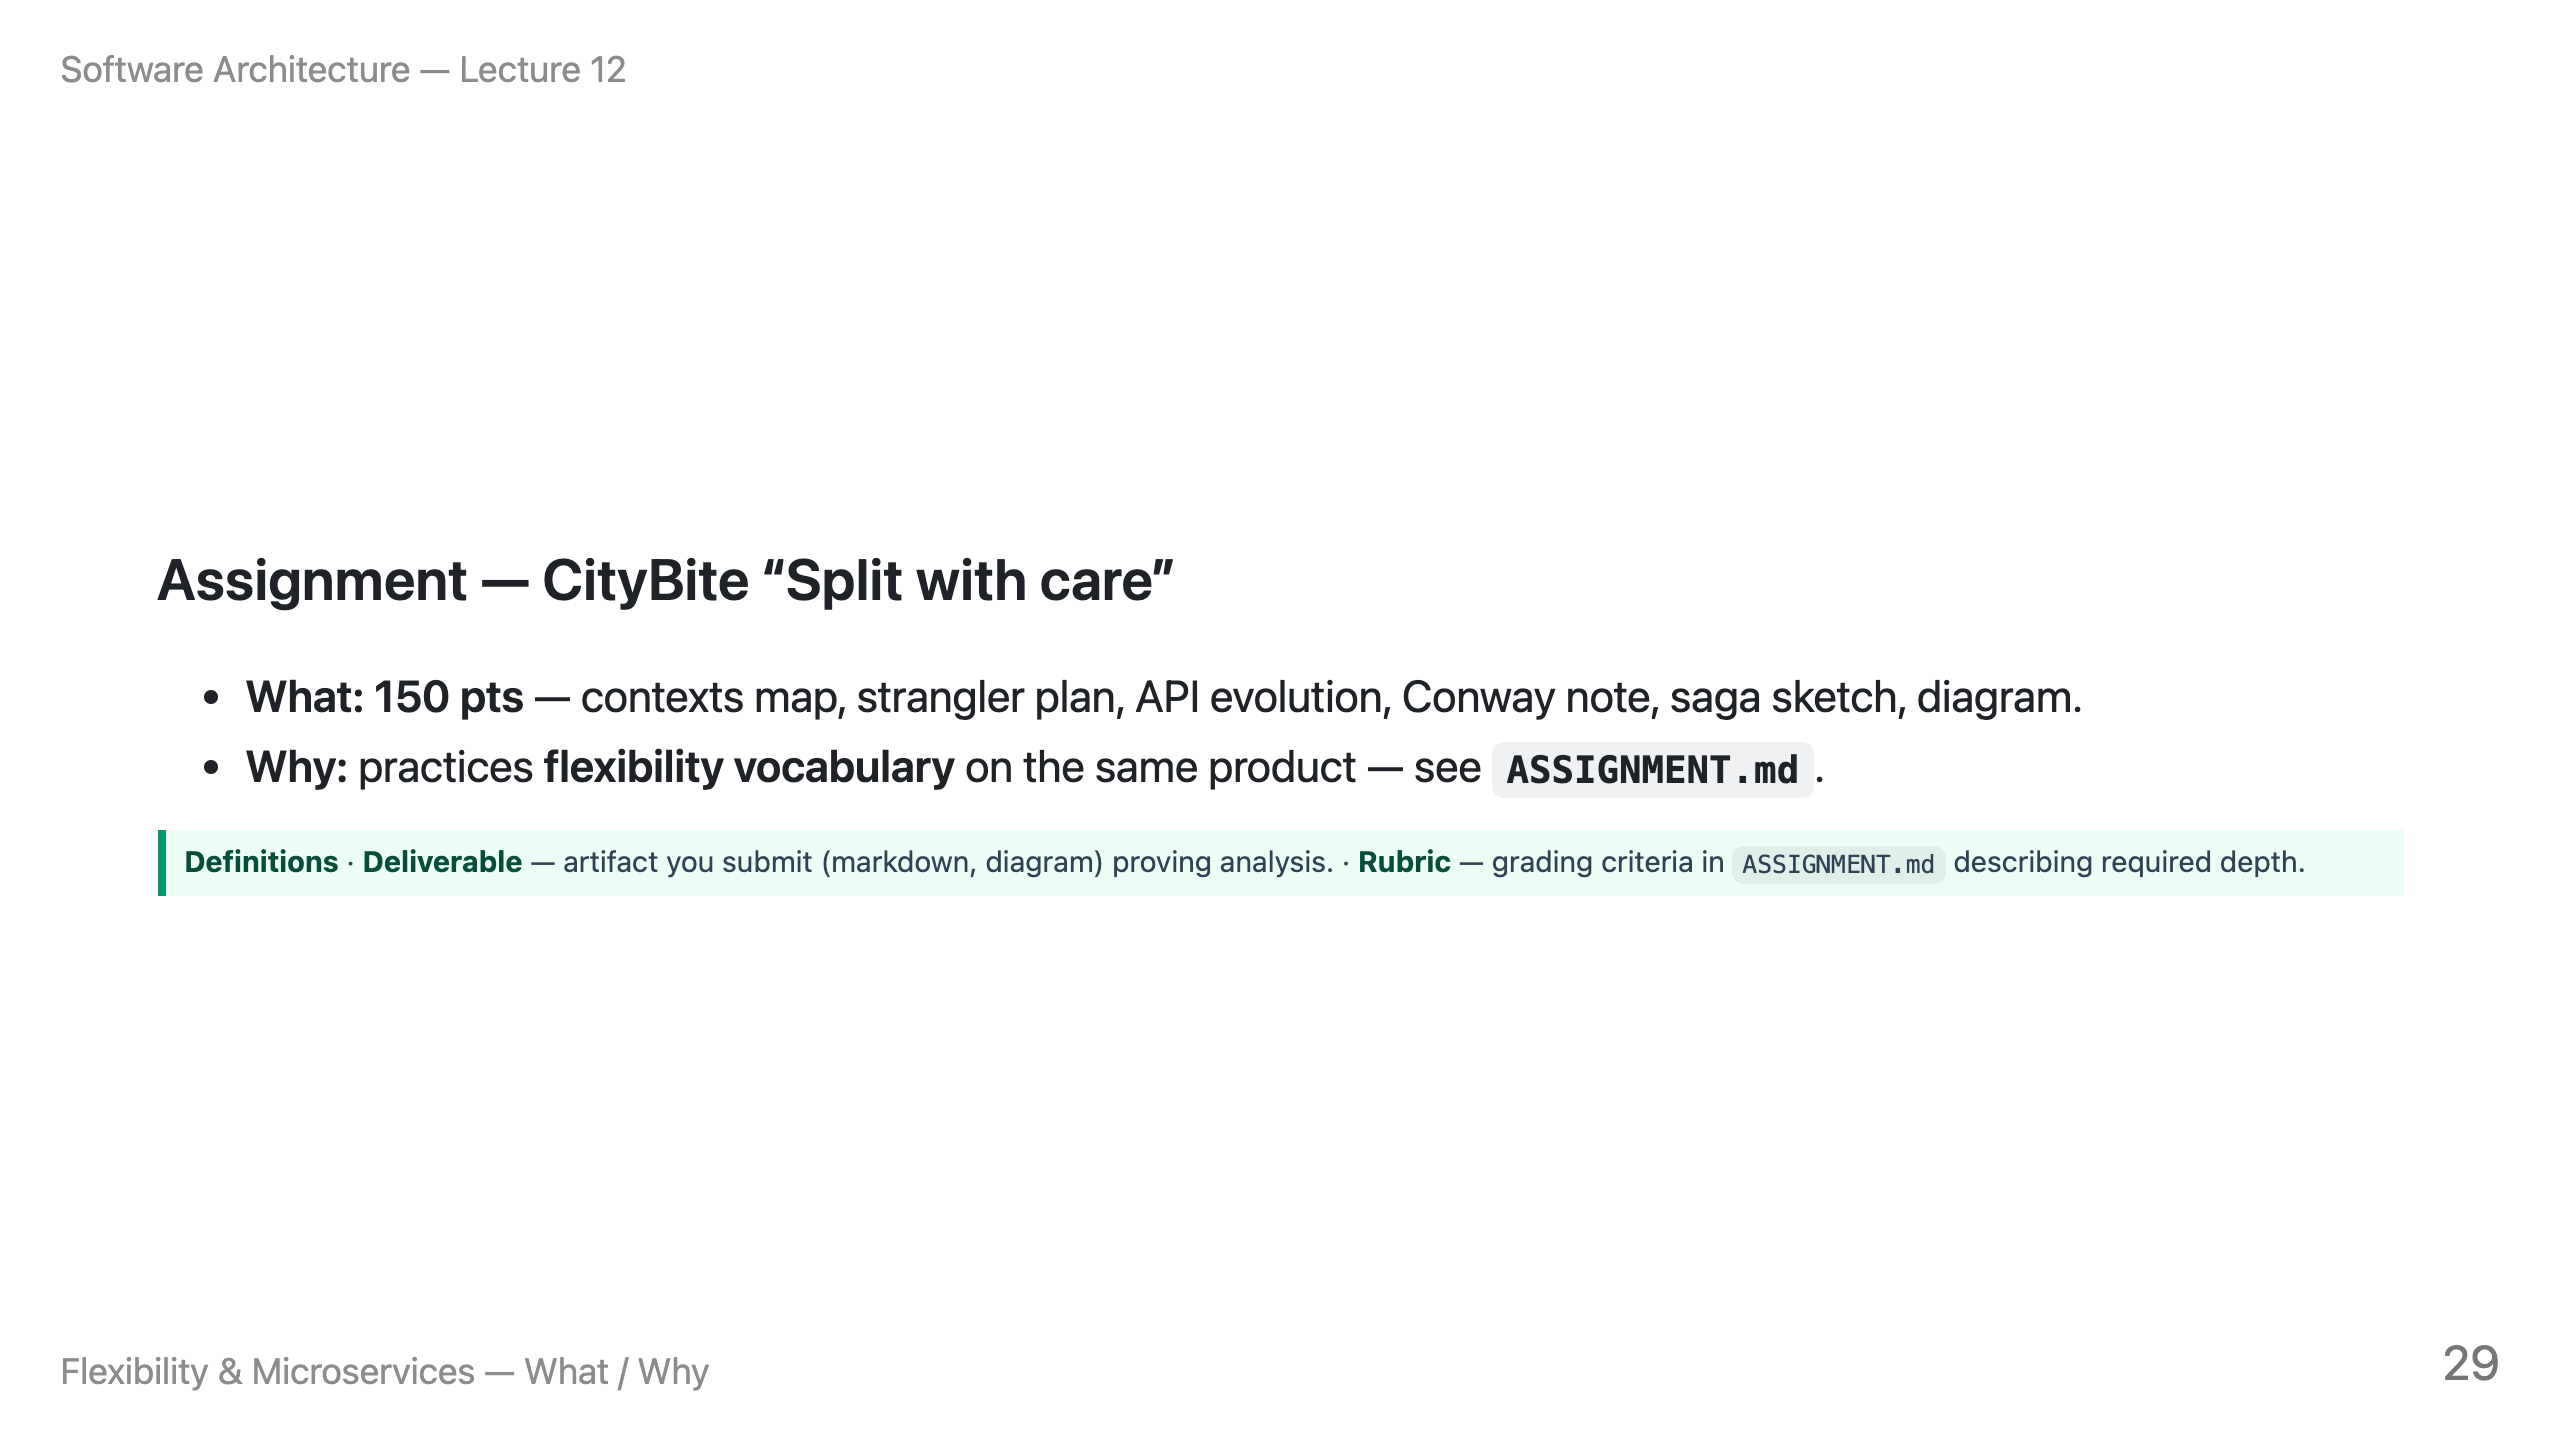 Software Architecture — Lecture 12
Assignment — CityBite “Split with care”
• What: 150 pts — contexts map, strangler plan, API evolution, Conway note, saga sketch, diagram.
• Why: practices flexibility vocabulary on the same product — see ASSIGNMENT.md.
Definitions · Deliverable — artifact you submit (markdown, diagram) proving analysis. · Rubric — grading criteria in ASSIGNMENT.md describing required depth.
Flexibility & Microservices — What / Why
29